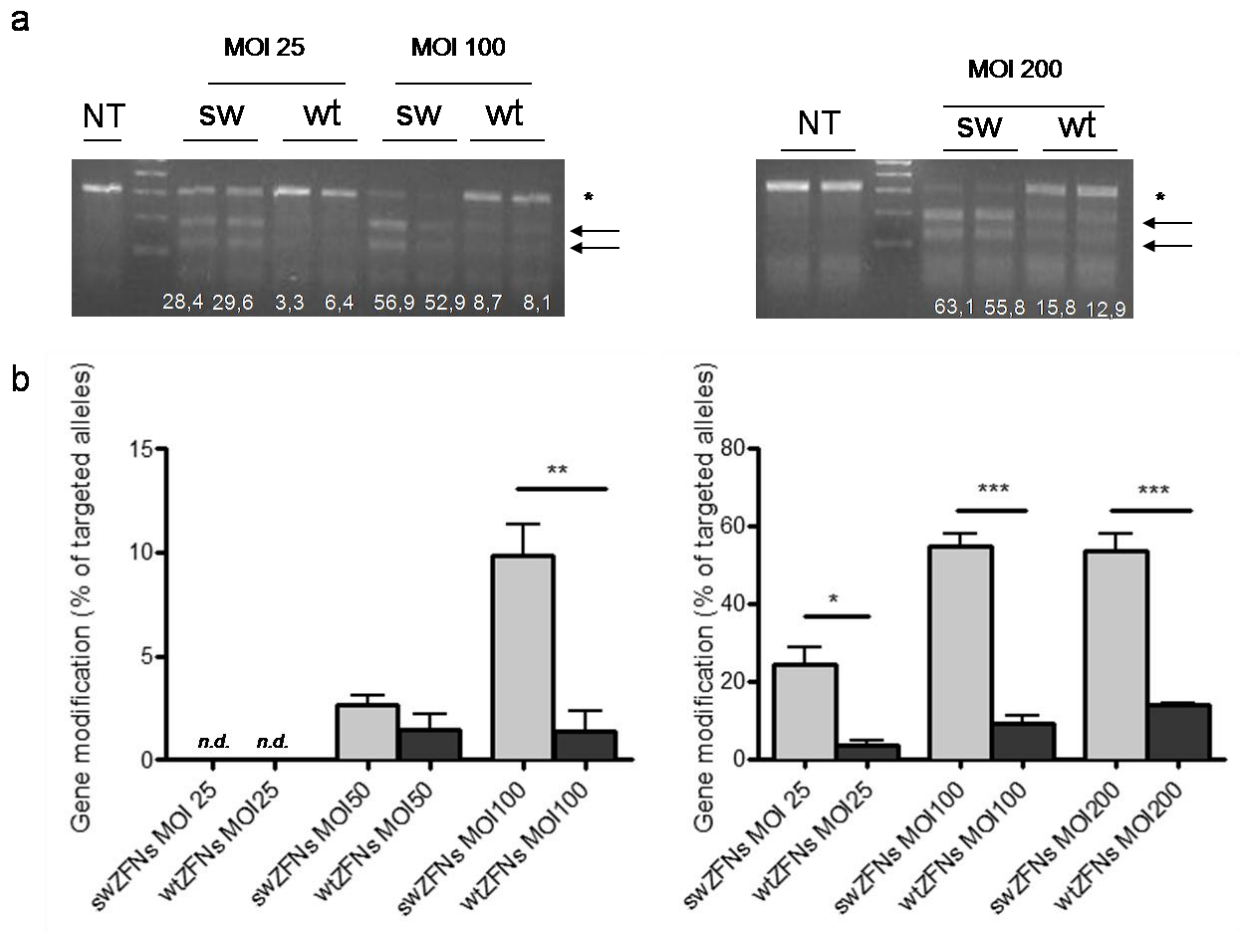 a
MOI 25 MOI 100
MOI 200
NT sw wt sw wt
NT sw wt
*
*
28,4 29,6 3,3 6,4 56,9 52,9 8,7 8,1
63,1 55,8 15,8 12,9
b
Gene modification (% of targeted alleles)
15
10
5
0
**
n.d. n.d.
swZFNs MOI 25
wtZFNs MOI25
swZFNs MOI50
wtZFNs MOI50
swZFNs MOI100
wtZFNs MOI100
Gene modification (% of targeted alleles)
80
60
40
20
0
*
***
***
swZFNs MOI 25
wtZFNs MOI25
swZFNs MOI100
wtZFNs MOI100
swZFNs MOI200
wtZFNs MOI200